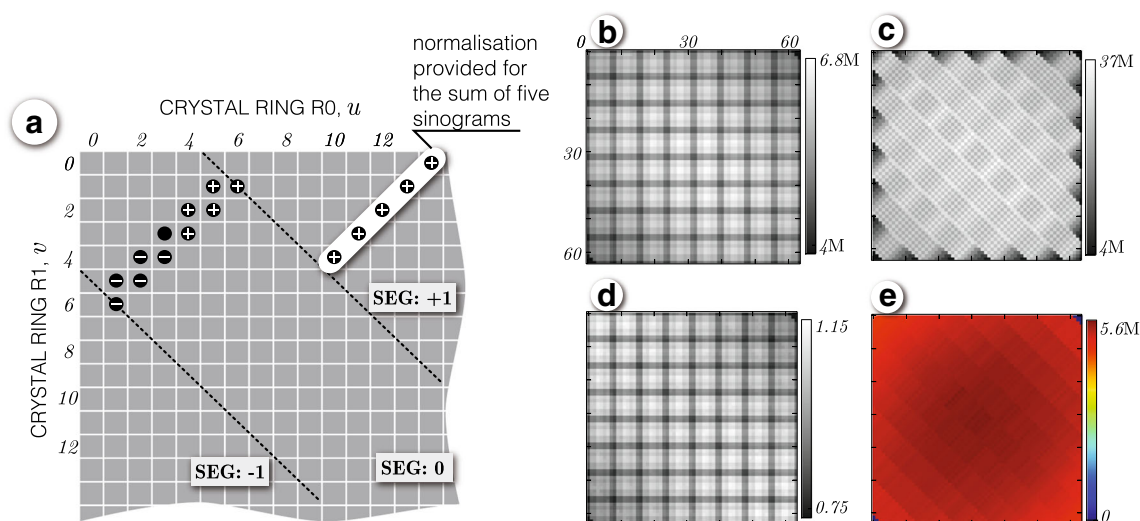 normalisation
provided for
the sum of five
sinograms
a
CRYSTAL RING R0, u
0 2 4 6 8 10 12
CRYSTAL RING R1, v
0
2
4
6
8
10
12
SEG: +1
SEG: -1
SEG: 0
b
0 30 60
30
60
6.8M
4M
c
37M
4M
d
1.15
0.75
e
5.6M
0